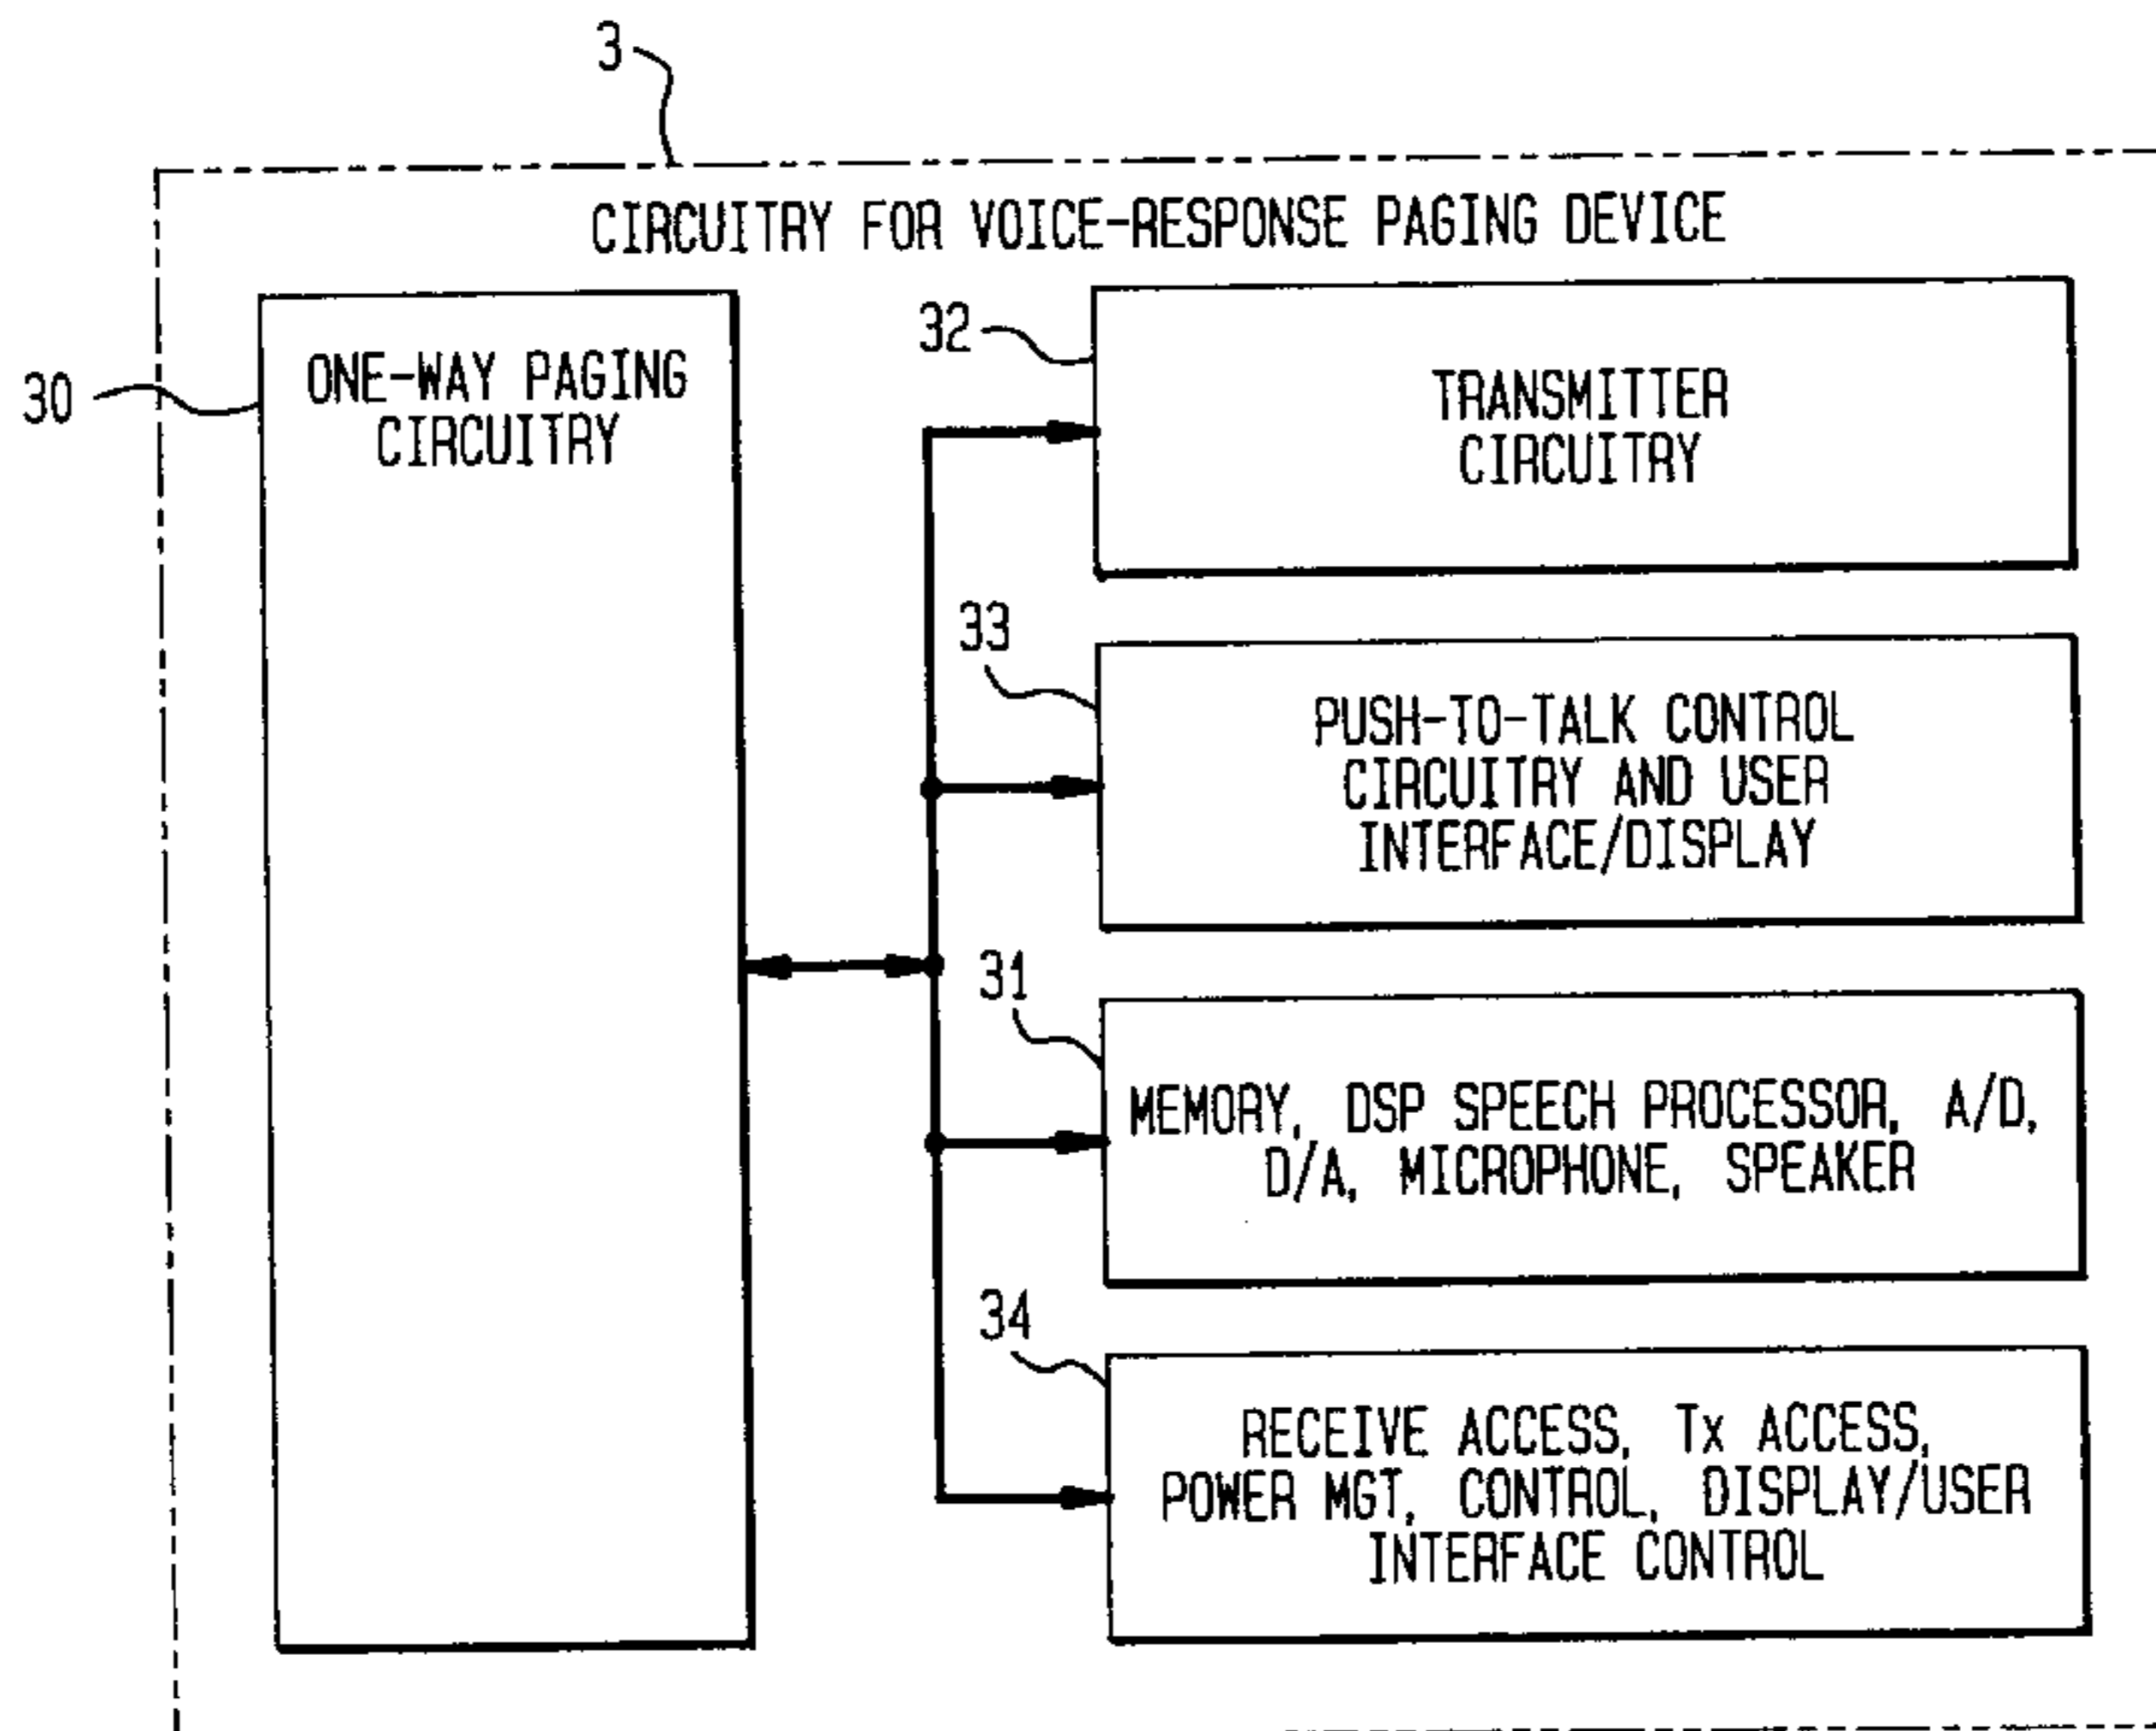 3
CIRCUITRY FOR VOICE-RESPONSE PAGING DEVICE
30
ONE-WAY PAGING
CIRCUITRY
32
TRANSMITTER
CIRCUITRY
33
PUSH-TO-TALK CONTROL
CIRCUITRY AND USER
INTERFACE/DISPLAY
31
MEMORY, DSP SPEECH PROCESSOR, A/D,
D/A, MICROPHONE, SPEAKER
34
RECEIVE ACCESS, Tx ACCESS,
POWER MGT, CONTROL, DISPLAY/USER
INTERFACE CONTROL